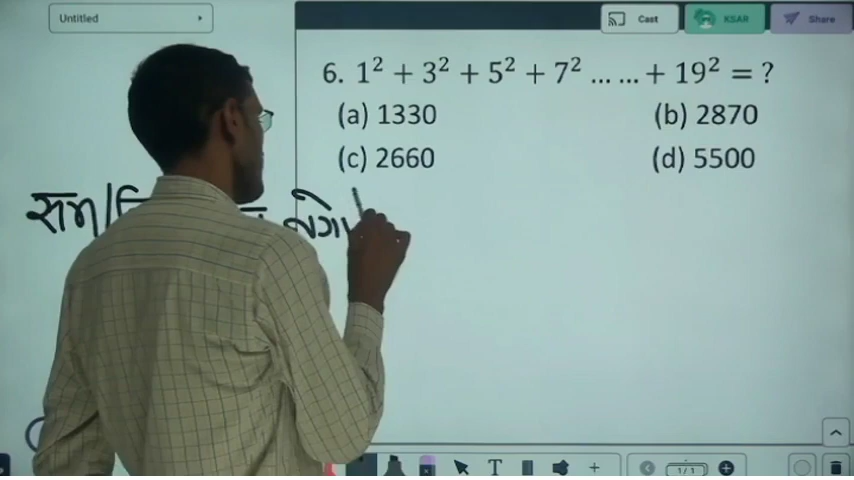 Untitled
Cast
KSAR
Share
6. 1² + 3² + 5² + 7² ... ... + 19² = ?
(a) 1330
(b) 2870
(c) 2660
(d) 5500
1/1